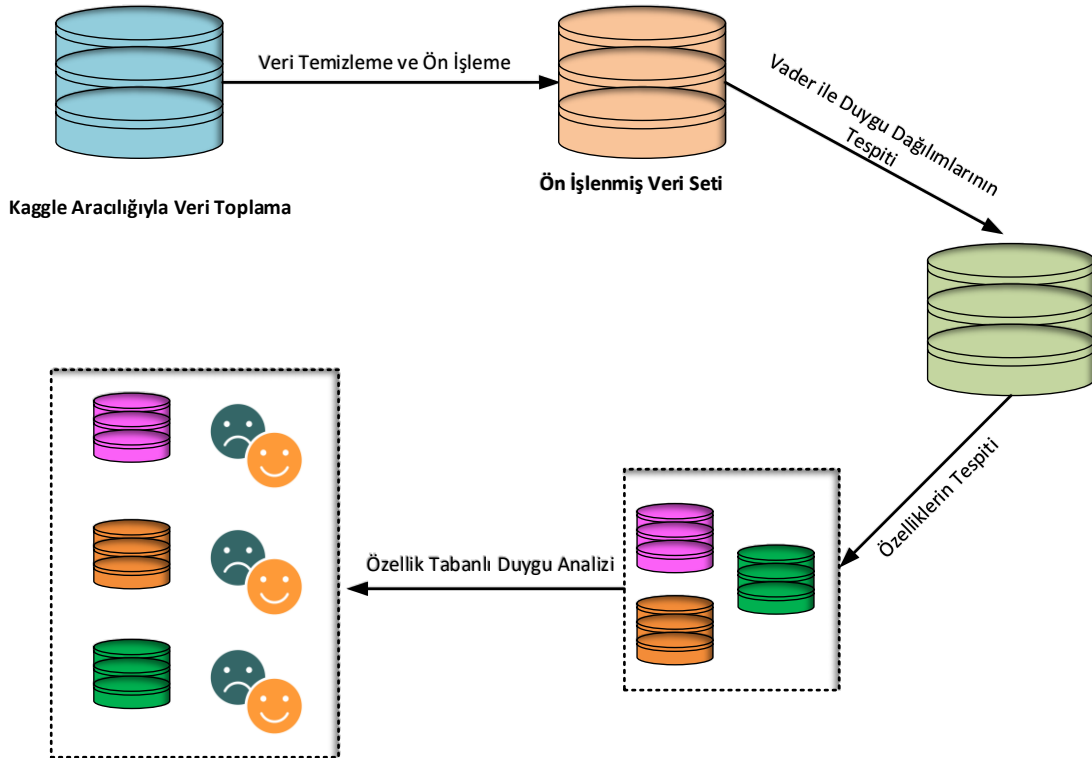 Veri Temizleme ve Ön İşleme
Vader ile Duygu Dağılımlarının
Tespiti
Kaggle Aracılığıyla Veri Toplama
Ön İşlenmiş Veri Seti
Özelliklerin Tespiti
Özellik Tabanlı Duygu Analizi